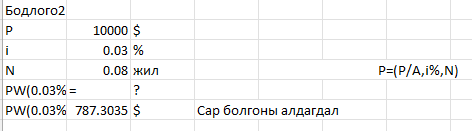 Бодлого2
P 10000 $
i 0.03 %
N 0.08 жил P=(P/A,i%,N)
PW(0.03% = ?
PW(0.03% 787.3035 $ Сар болгоны алдагдал